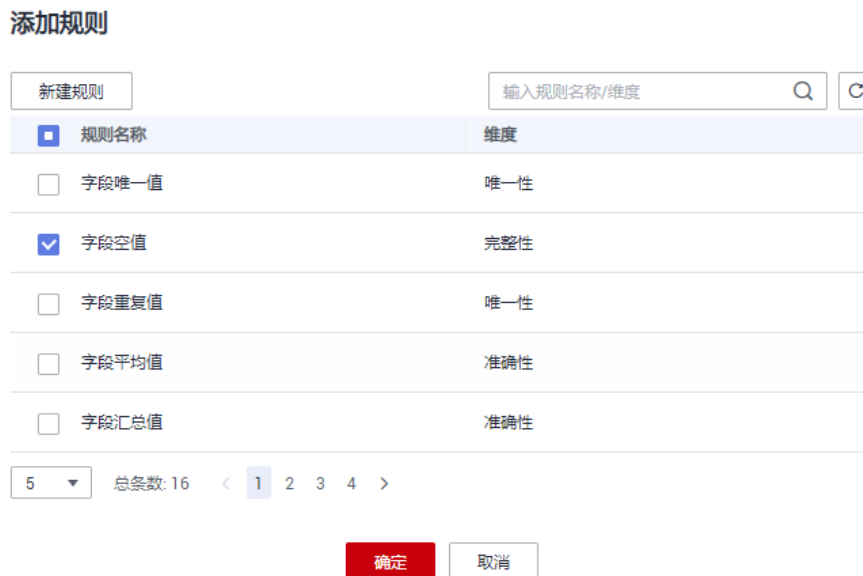 添加规则
新建规则 输入规则名称/维度
规则名称 维度
字段唯一值 唯一性
字段空值 完整性
字段重复值 唯一性
字段平均值 准确性
字段汇总值 准确性
5 总条数: 16 < 1 2 3 4 >
确定 取消